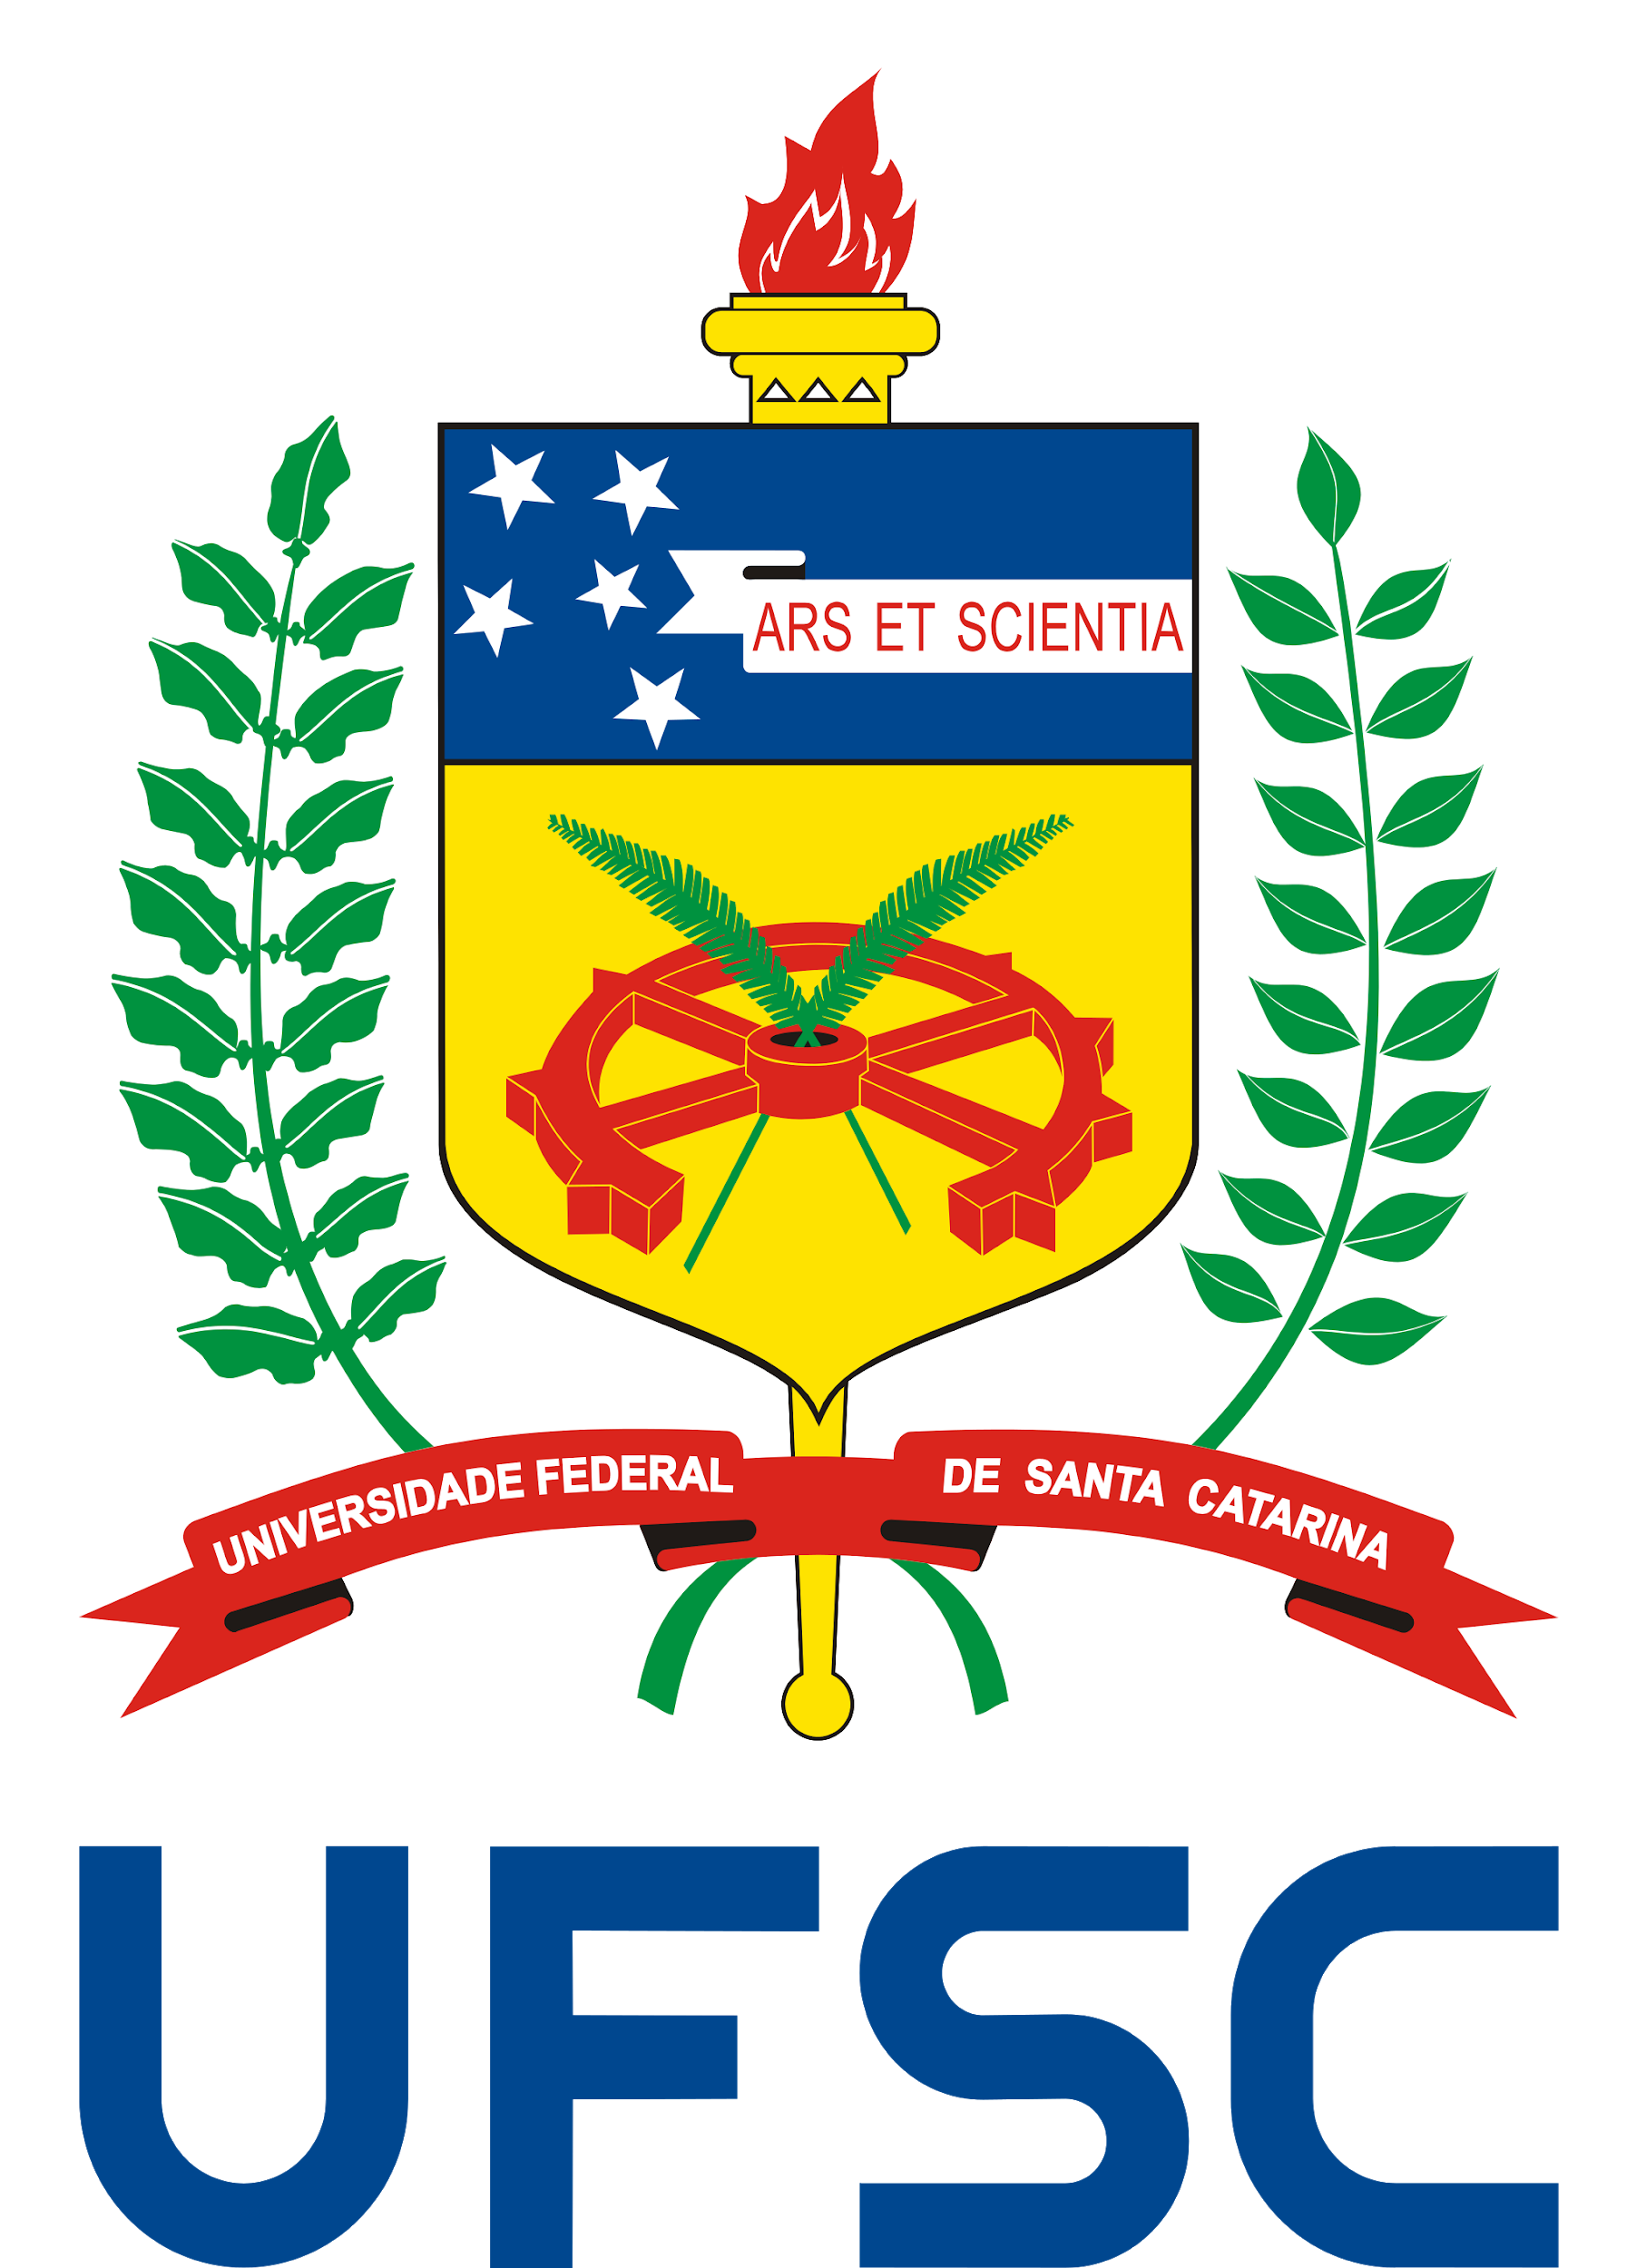 ARS ET SCIENTIA
UNIVERSIDADE FEDERAL DE SANTA CATARINA
UFSC